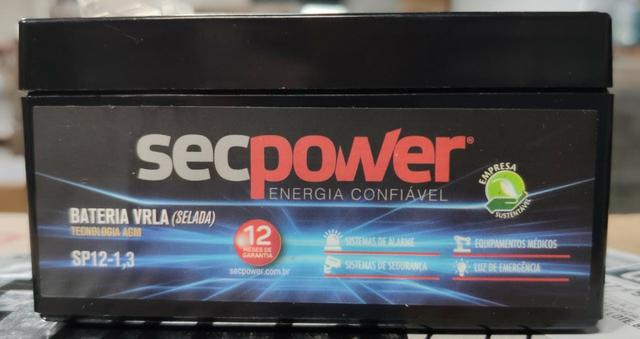 secpower®
ENERGIA CONFIÁVEL
EMPRESA
SUSTENTÁVEL
BATERIA VRLA (SELADA)
TECNOLOGIA AGM
SP12-1,3
12
MESES DE
GARANTIA
secpower.com.br
SISTEMAS DE ALARME
EQUIPAMENTOS MÉDICOS
SISTEMAS DE SEGURANÇA
LUZ DE EMERGÊNCIA